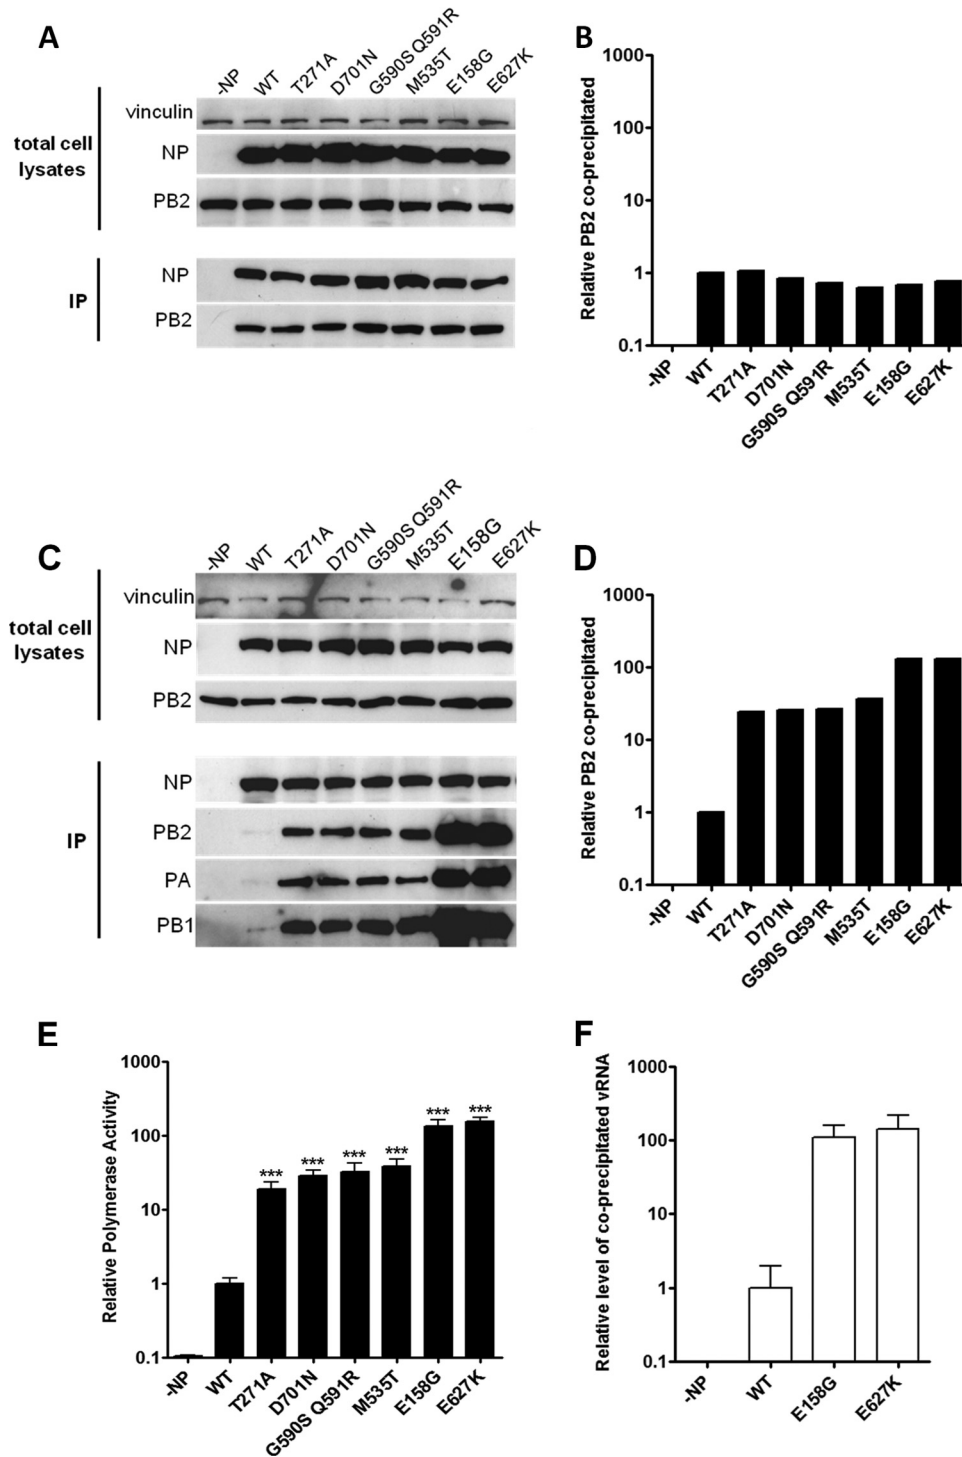 A
-NP WT T271A D701N G590S Q591R M535T E158G E627K
total cell
lysates
vinculin
NP
PB2
IP
NP
PB2
B
Relative PB2 co-precipitated
1000
100
10
1
0.1
-NP WT T271A D701N G590S Q591R M535T E158G E627K
C
-NP WT T271A D701N G590S Q591R M535T E158G E627K
total cell
lysates
vinculin
NP
PB2
IP
NP
PB2
PA
PB1
D
Relative PB2 co-precipitated
1000
100
10
1
0.1
-NP WT T271A D701N G590S Q591R M535T E158G E627K
E
Relative Polymerase Activity
1000
100
10
1
0.1
*** *** *** *** *** ***
-NP WT T271A D701N G590S Q591R M535T E158G E627K
F
Relative level of co-precipitated vRNA
1000
100
10
1
0.1
-NP WT E158G E627K